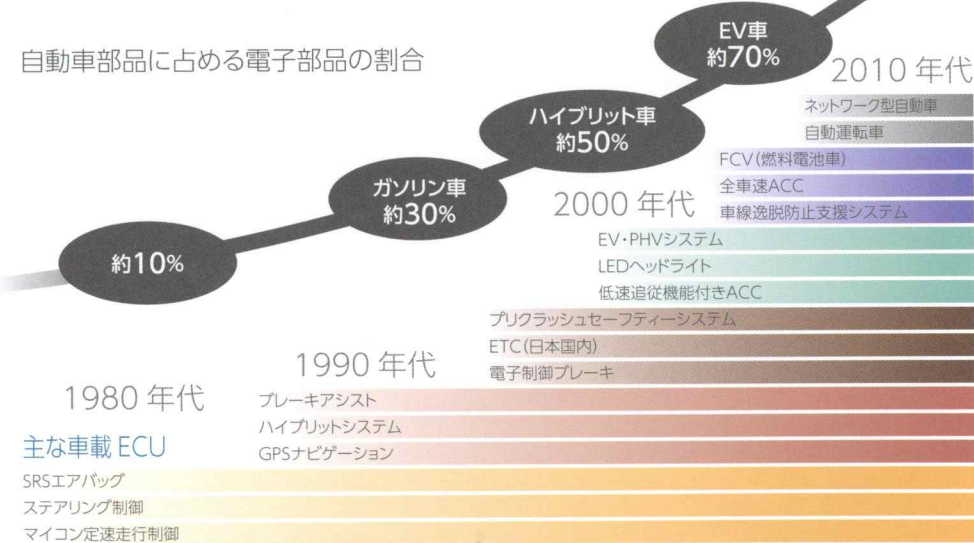 自動車部品に占める電子部品の割合
EV車
約70%
ハイブリット車
約50%
ガソリン車
約30%
約10%
2010 年代
ネットワーク型自動車
自動運転車
FCV(燃料電池車)
全車速ACC
車線逸脱防止支援システム
2000 年代
EV・PHVシステム
LEDヘッドライト
低速追従機能付きACC
プリクラッシュセーフティーシステム
ETC(日本国内)
電子制御ブレーキ
1990 年代
ブレーキアシスト
ハイブリットシステム
GPSナビゲーション
1980 年代
主な車載 ECU
SRSエアバッグ
ステアリング制御
マイコン定速走行制御